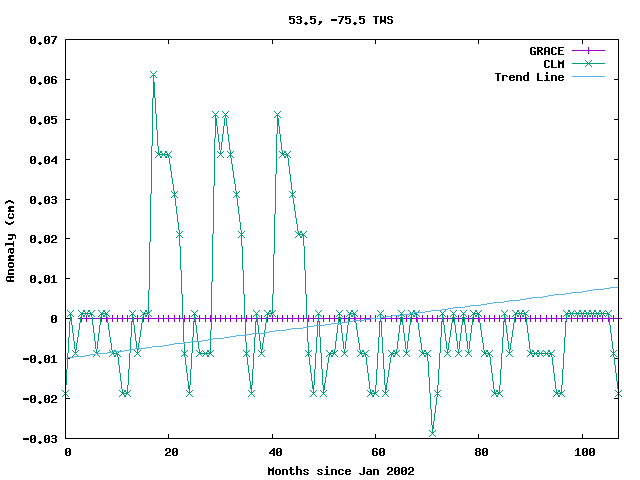 53.5, -75.5 TWS
GRACE
CLM
Trend Line
0.07
0.06
0.05
0.04
0.03
0.02
0.01
0
-0.01
-0.02
-0.03
Anomaly (cm)
0 20 40 60 80 100
Months since Jan 2002